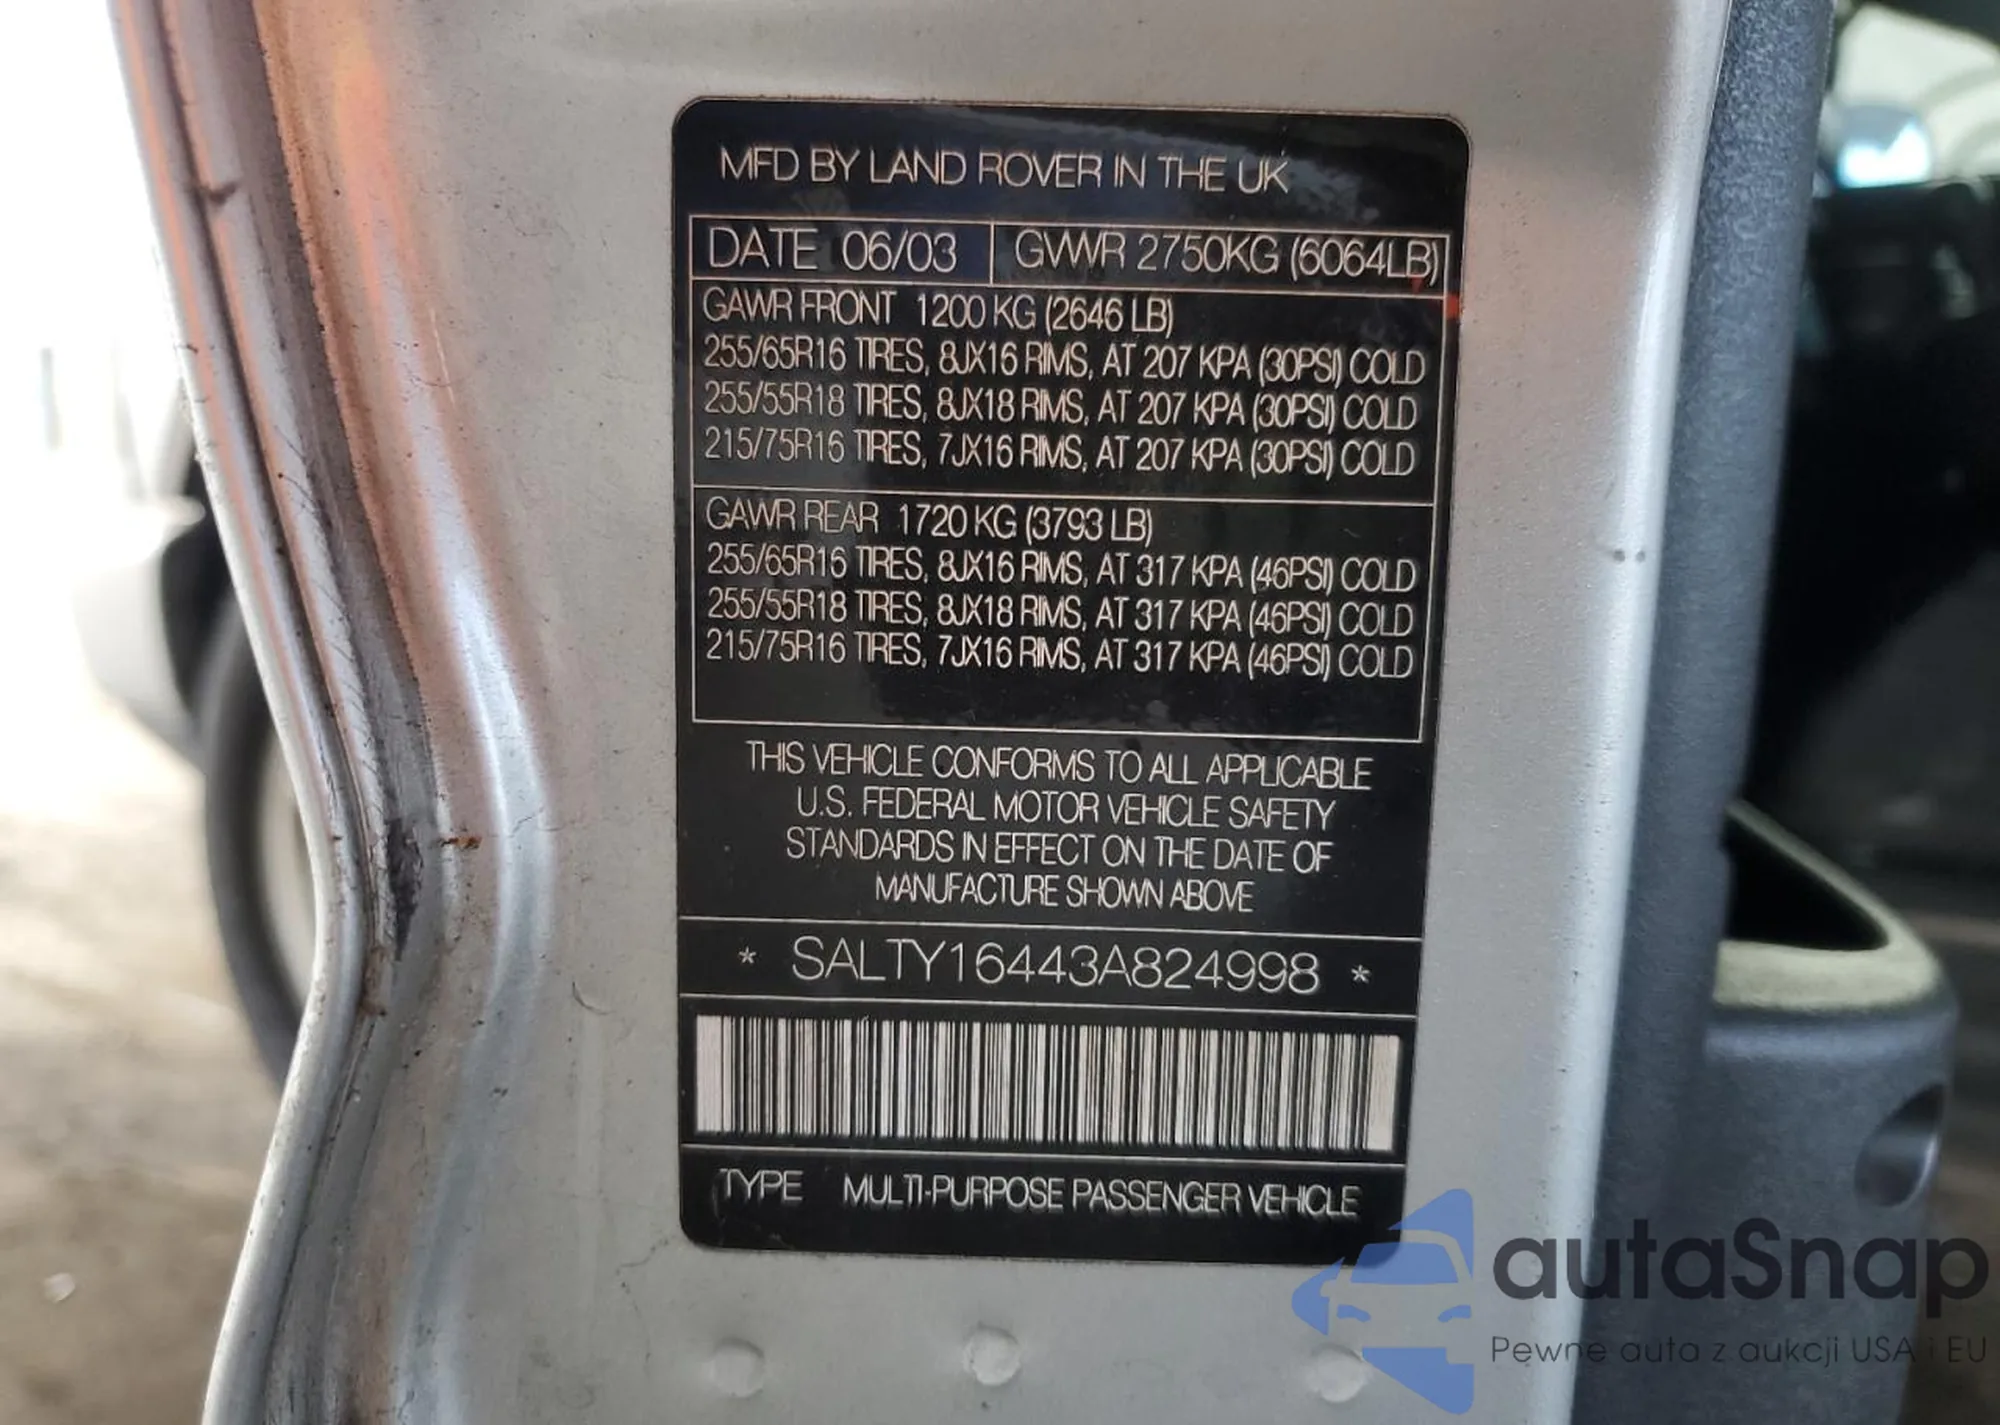 MFD BY LAND ROVER IN THE UK
DATE 06/03 GVWR 2750KG (6064LB)
GAWR FRONT 1200 KG (2646 LB)
255/65R16 TIRES, 8JX16 RIMS, AT 207 KPA (30PSI) COLD
255/55R18 TIRES, 8JX18 RIMS, AT 207 KPA (30PSI) COLD
215/75R16 TIRES, 7JX16 RIMS, AT 207 KPA (30PSI) COLD
GAWR REAR 1720 KG (3793 LB)
255/65R16 TIRES, 8JX16 RIMS, AT 317 KPA (46PSI) COLD
255/55R18 TIRES, 8JX18 RIMS, AT 317 KPA (46PSI) COLD
215/75R16 TIRES, 7JX16 RIMS, AT 317 KPA (46PSI) COLD
THIS VEHICLE CONFORMS TO ALL APPLICABLE
U.S. FEDERAL MOTOR VEHICLE SAFETY
STANDARDS IN EFFECT ON THE DATE OF
MANUFACTURE SHOWN ABOVE
* SALTY16443A824998 *
TYPE MULTI-PURPOSE PASSENGER VEHICLE
autaSnap
Pewne auta z aukcji USA i EU